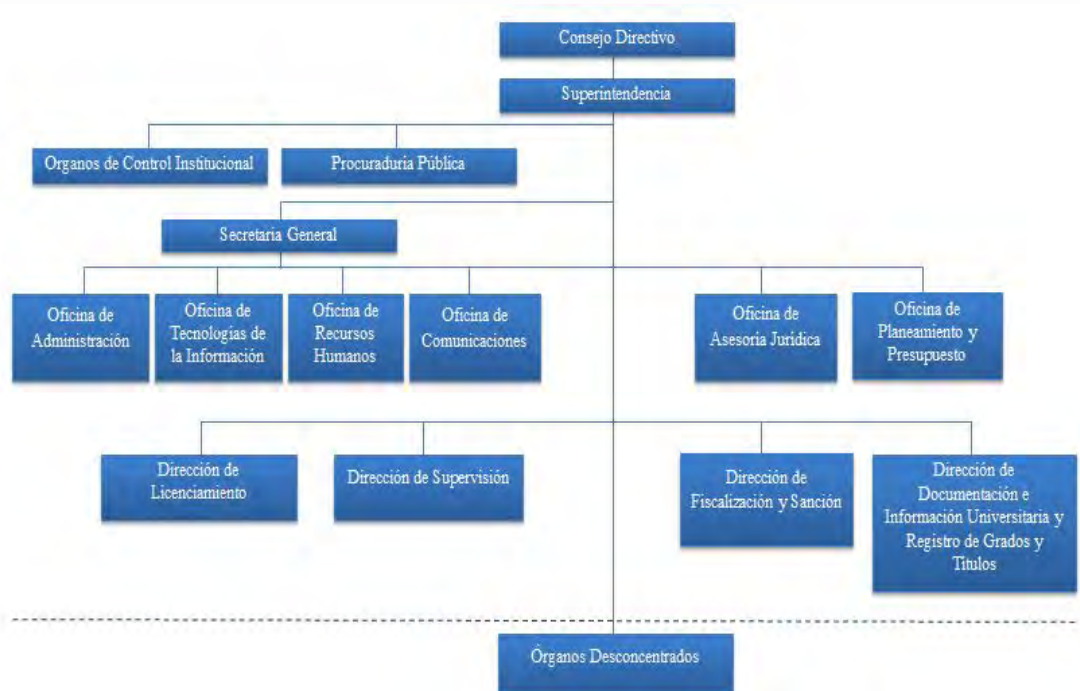 Consejo Directivo
Superintendencia
Organos de Control Institucional
Procuraduría Pública
Secretaría General
Oficina de
Administración
Oficina de
Tecnologías de
la Información
Oficina de
Recursos
Humanos
Oficina de
Comunicaciones
Oficina de
Asesoría Jurídica
Oficina de
Planeamiento y
Presupuesto
Dirección de
Licenciamiento
Dirección de Supervisión
Dirección de
Fiscalización y Sanción
Dirección de
Documentación e
Información Universitaria y
Registro de Grados y
Títulos
Órganos Desconcentrados